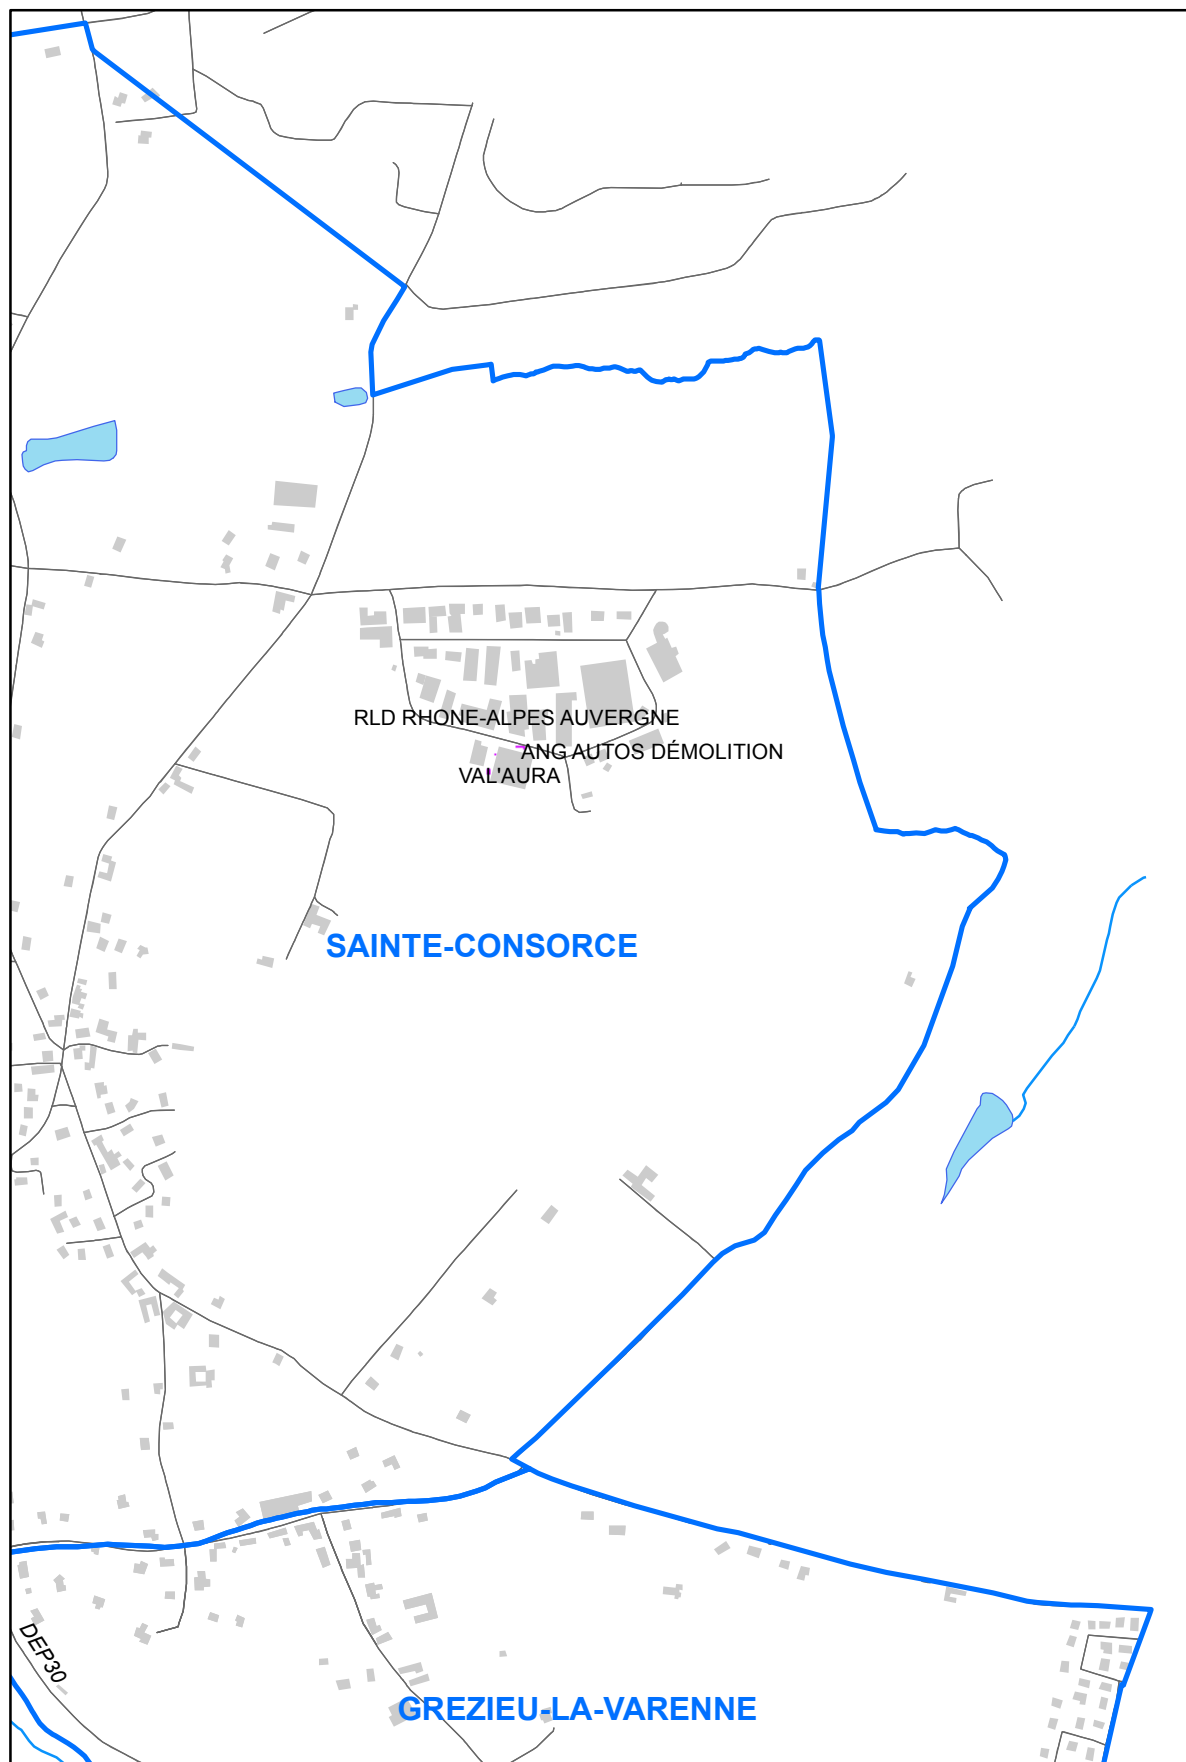 RLD RHONE-ALPES AUVERGNE
ANG AUTOS DÉMOLITION
VAL'AURA
SAINTE-CONSORCE
DEP30
GREZIEU-LA-VARENNE